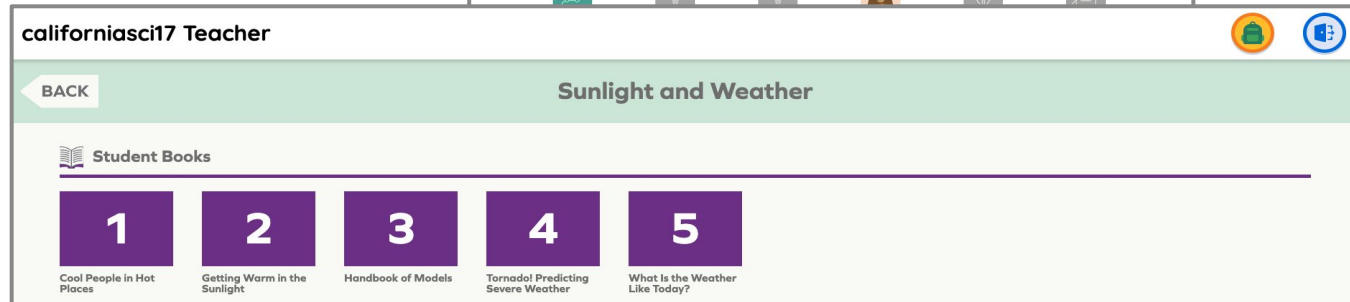 californiasci17 Teacher
BACK
Sunlight and Weather
Student Books
1
2
3
4
5
Cool People in Hot
Places
Getting Warm in the
Sunlight
Handbook of Models
Tornado! Predicting
Severe Weather
What Is the Weather
Like Today?